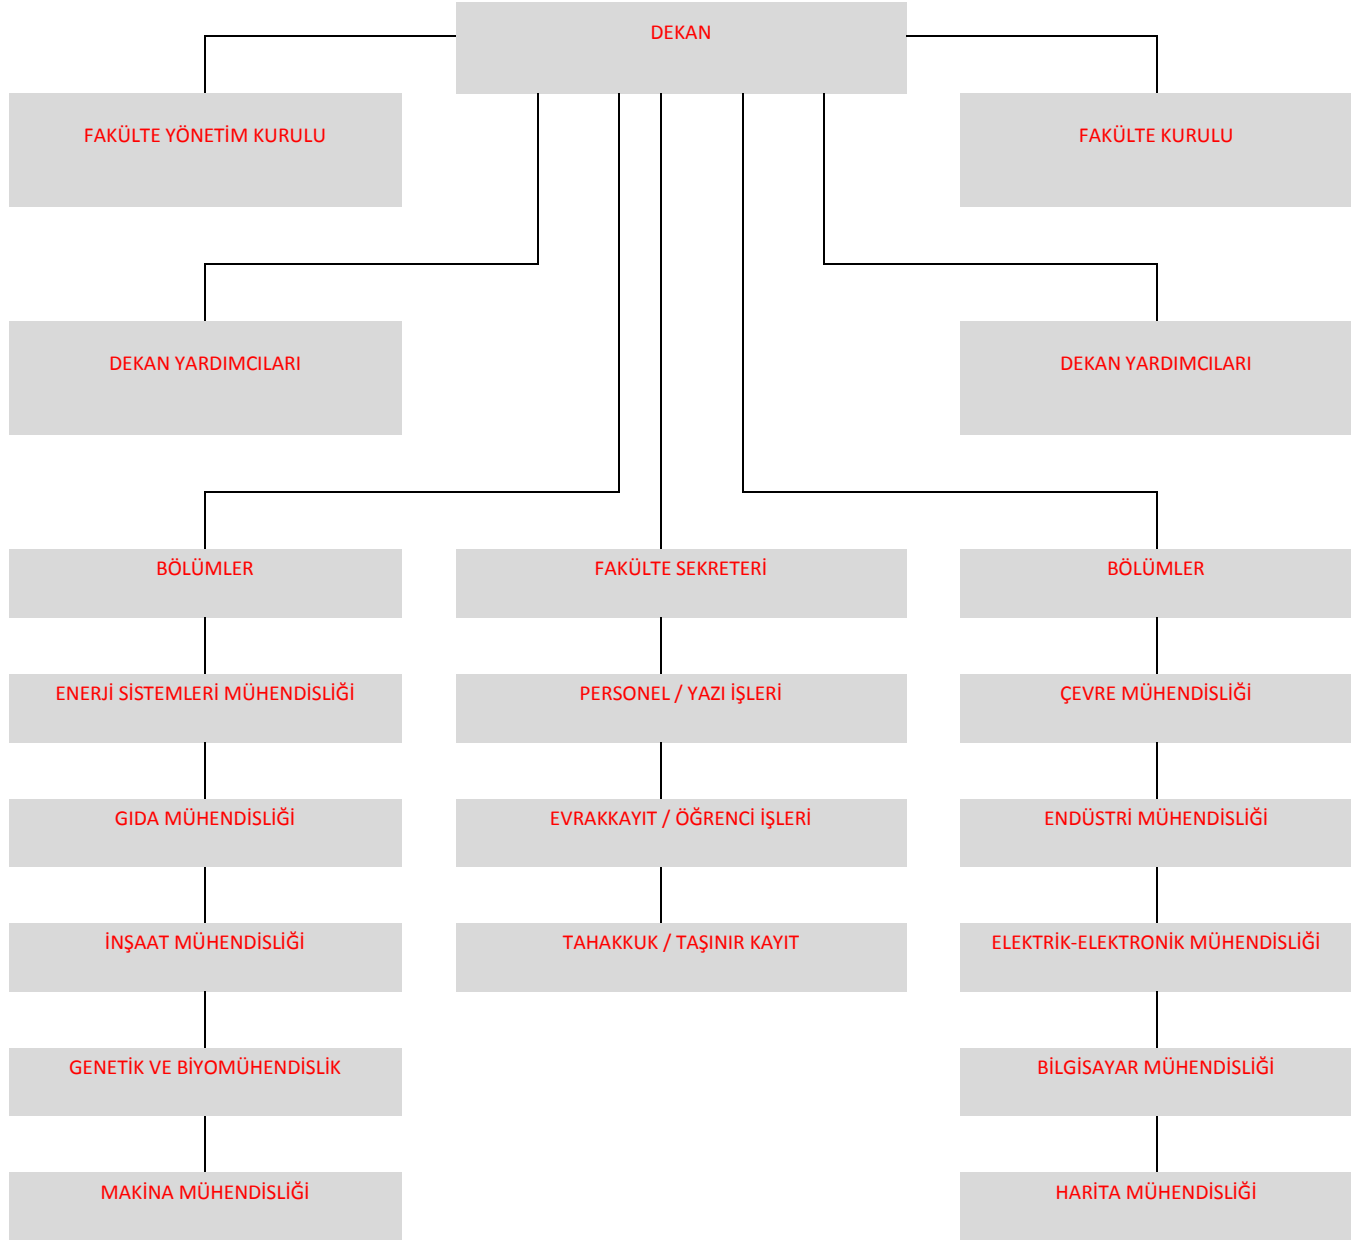 DEKAN
FAKÜLTE YÖNETİM KURULU
FAKÜLTE KURULU
DEKAN YARDIMCILARI
DEKAN YARDIMCILARI
BÖLÜMLER
FAKÜLTE SEKRETERİ
BÖLÜMLER
ENERJİ SİSTEMLERİ MÜHENDİSLİĞİ
PERSONEL / YAZI İŞLERİ
ÇEVRE MÜHENDİSLİĞİ
GIDA MÜHENDİSLİĞİ
EVRAKKAYIT / ÖĞRENCİ İŞLERİ
ENDÜSTRİ MÜHENDİSLİĞİ
İNŞAAT MÜHENDİSLİĞİ
TAHAKKUK / TAŞINIR KAYIT
ELEKTRİK-ELEKTRONİK MÜHENDİSLİĞİ
GENETİK VE BİYOMÜHENDİSLİK
BİLGİSAYAR MÜHENDİSLİĞİ
MAKİNA MÜHENDİSLİĞİ
HARİTA MÜHENDİSLİĞİ